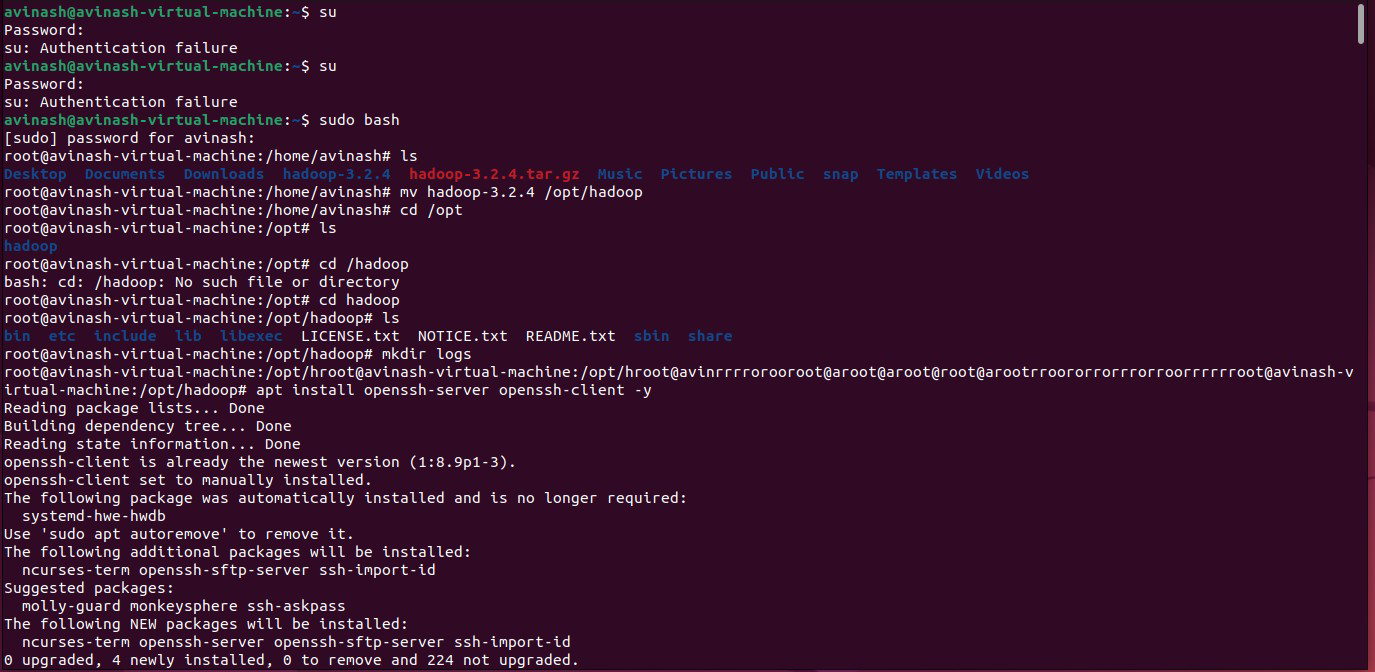 avinash@avinash-virtual-machine:~$ su
Password:
su: Authentication failure
avinash@avinash-virtual-machine:~$ su
Password:
su: Authentication failure
avinash@avinash-virtual-machine:~$ sudo bash
[sudo] password for avinash:
root@avinash-virtual-machine:/home/avinash# ls
Desktop  Documents  Downloads  hadoop-3.2.4  hadoop-3.2.4.tar.gz  Music  Pictures  Public  snap  Templates  Videos
root@avinash-virtual-machine:/home/avinash# mv hadoop-3.2.4 /opt/hadoop
root@avinash-virtual-machine:/home/avinash# cd /opt
root@avinash-virtual-machine:/opt# ls
hadoop
root@avinash-virtual-machine:/opt# cd /hadoop
bash: cd: /hadoop: No such file or directory
root@avinash-virtual-machine:/opt# cd hadoop
root@avinash-virtual-machine:/opt/hadoop# ls
bin  etc  include  lib  libexec  LICENSE.txt  NOTICE.txt  README.txt  sbin  share
root@avinash-virtual-machine:/opt/hadoop# mkdir logs
root@avinash-virtual-machine:/opt/hroot@avinash-virtual-machine:/opt/hroot@avinrrrrorooroot@aroot@aroot@root@arootrroororrorrrorroorrrrrroot@avinash-v
irtual-machine:/opt/hadoop# apt install openssh-server openssh-client -y
Reading package lists... Done
Building dependency tree... Done
Reading state information... Done
openssh-client is already the newest version (1:8.9p1-3).
openssh-client set to manually installed.
The following package was automatically installed and is no longer required:
  systemd-hwe-hwdb
Use 'sudo apt autoremove' to remove it.
The following additional packages will be installed:
  ncurses-term openssh-sftp-server ssh-import-id
Suggested packages:
  molly-guard monkeysphere ssh-askpass
The following NEW packages will be installed:
  ncurses-term openssh-server openssh-sftp-server ssh-import-id
0 upgraded, 4 newly installed, 0 to remove and 224 not upgraded.